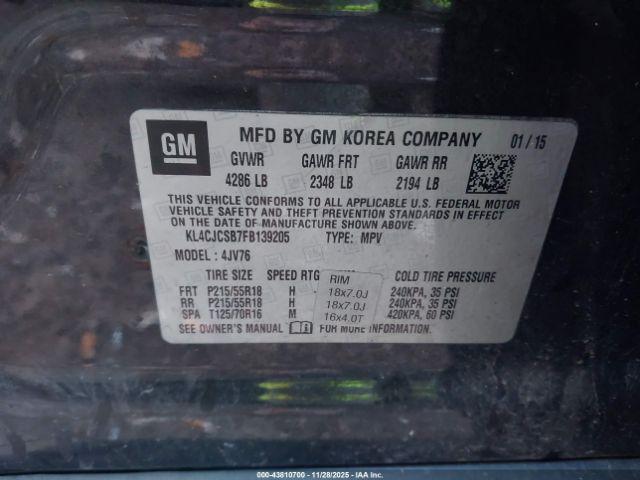 GM MFD BY GM KOREA COMPANY 01 / 15
GVWR GAWR FRT GAWR RR
4286 LB 2348 LB 2194 LB
THIS VEHICLE CONFORMS TO ALL APPLICABLE U.S. FEDERAL MOTOR
VEHICLE SAFETY AND THEFT PREVENTION STANDARDS IN EFFECT
ON THE DATE OF MANUFACTURE SHOWN ABOVE.
KL4CJCSB7FB139205 TYPE: MPV
MODEL : 4JV76
TIRE SIZE SPEED RTG RIM COLD TIRE PRESSURE
FRT P215/55R18 H 18x7.0J 240KPA, 35 PSI
RR P215/55R18 H 18x7.0J 240KPA, 35 PSI
SPA T125/70R16 M 16x4.0T 420KPA, 60 PSI
SEE OWNER'S MANUAL FOR MORE INFORMATION
000-43810700 - 11/28/2025 - IAA Inc.